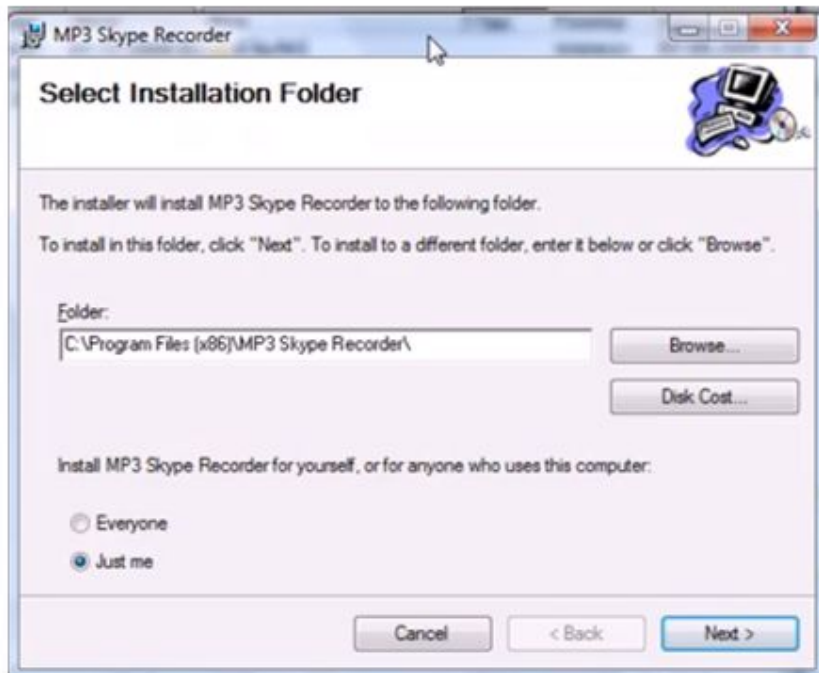 MP3 Skype Recorder
Select Installation Folder
The installer will install MP3 Skype Recorder to the following folder.
To install in this folder, click "Next". To install to a different folder, enter it below or click "Browse".
Folder:
C:\Program Files (x86)\MP3 Skype Recorder\
Browse...
Disk Cost...
Install MP3 Skype Recorder for yourself, or for anyone who uses this computer:
Everyone
Just me
Cancel
< Back
Next >